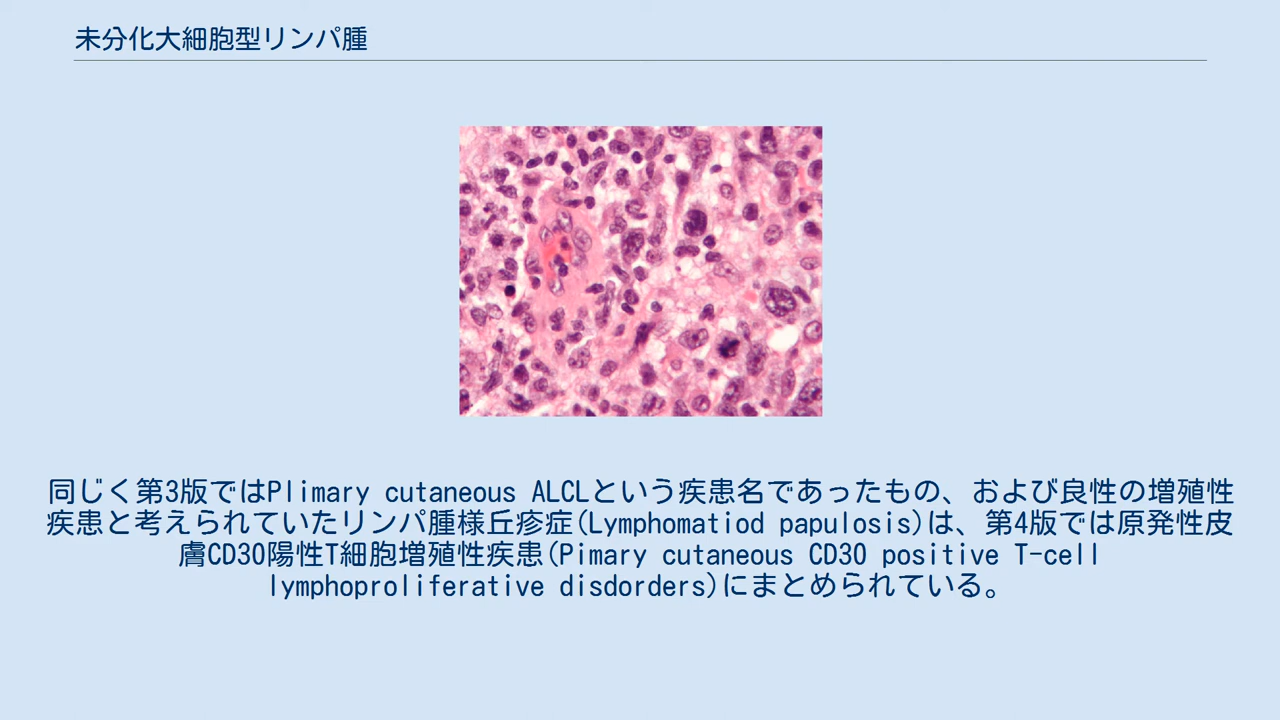 未分化大細胞型リンパ腫
同じく第3版ではPlimary cutaneous ALCLという疾患名であったもの、および良性の増殖性
疾患と考えられていたリンパ腫様丘疹症(Lymphomatiod papulosis)は、第4版では原発性皮
膚CD30陽性T細胞増殖性疾患(Pimary cutaneous CD30 positive T-cell
lymphoproliferative disdorders)にまとめられている。